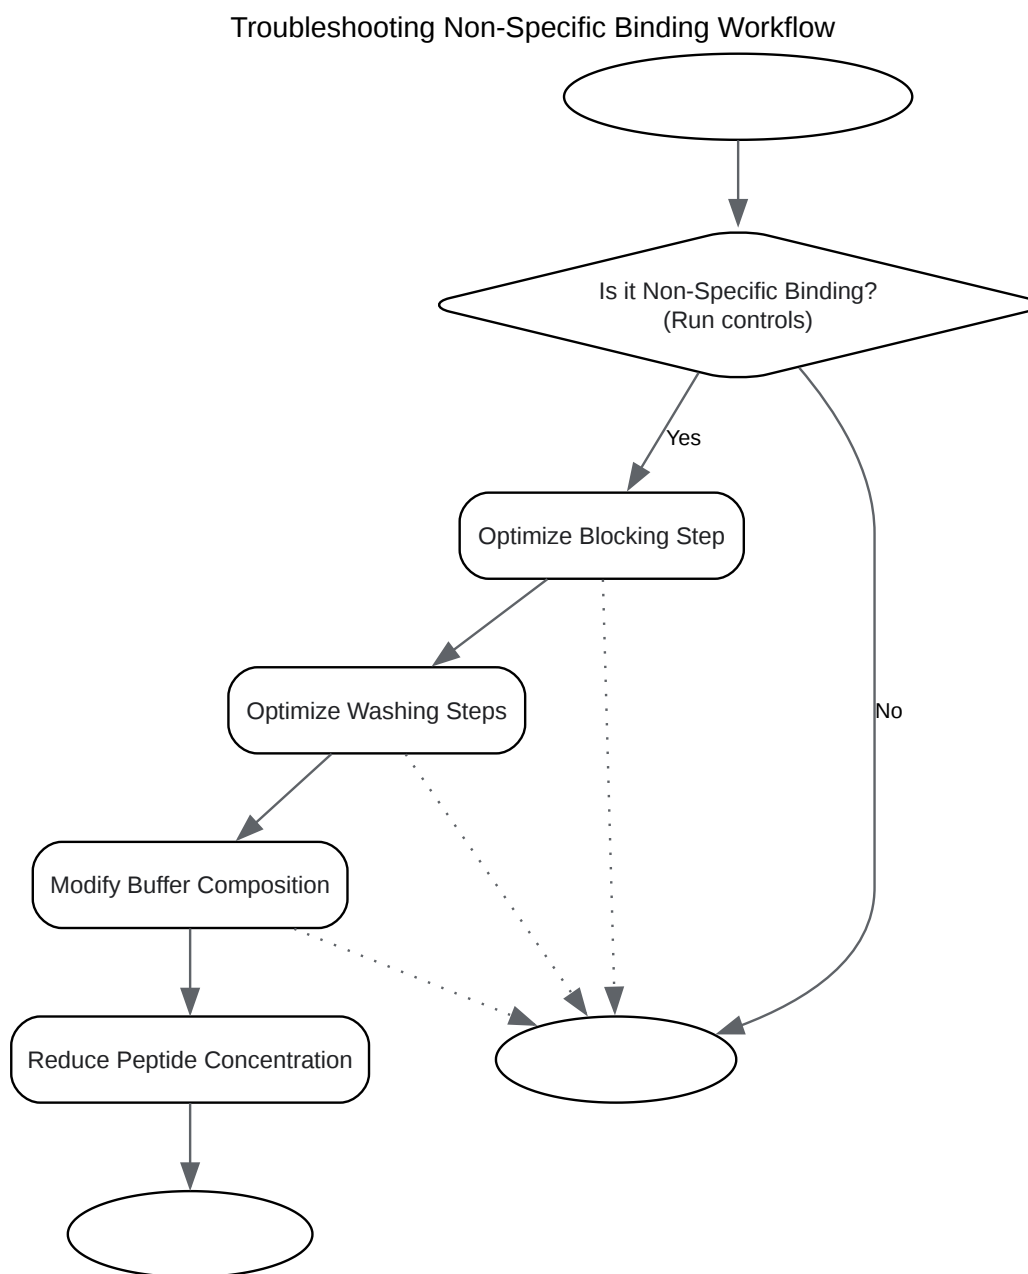 Troubleshooting Non-Specific Binding Workflow
Is it Non-Specific Binding?
(Run controls)
Yes
Optimize Blocking Step
Optimize Washing Steps
No
Modify Buffer Composition
Reduce Peptide Concentration